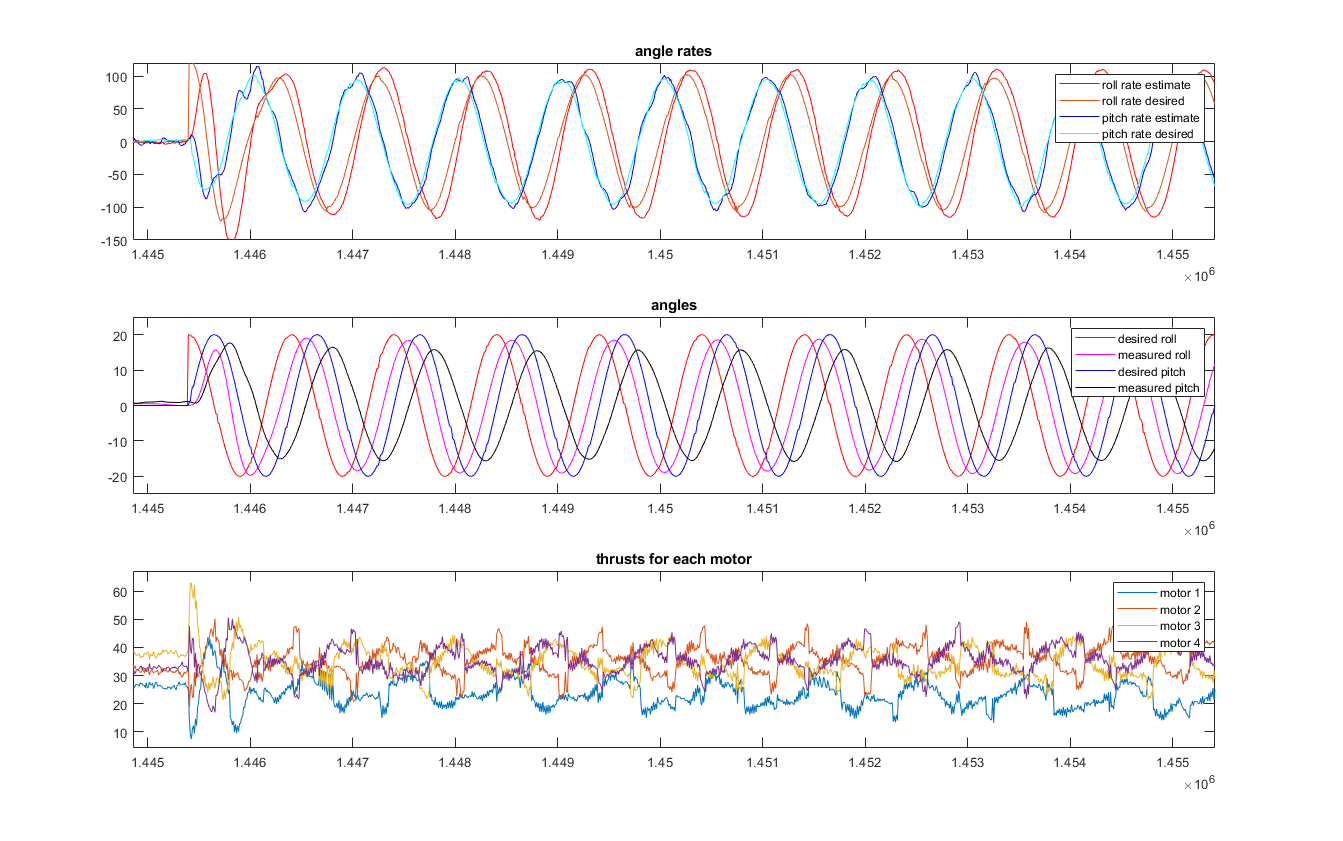 angle rates
100
50
0
-50
-100
-150
roll rate estimate
roll rate desired
pitch rate estimate
pitch rate desired
1.445 1.446 1.447 1.448 1.449 1.45 1.451 1.452 1.453 1.454 1.455
×10^6
angles
20
10
0
-10
-20
desired roll
measured roll
desired pitch
measured pitch
1.445 1.446 1.447 1.448 1.449 1.45 1.451 1.452 1.453 1.454 1.455
×10^6
thrusts for each motor
60
50
40
30
20
10
motor 1
motor 2
motor 3
motor 4
1.445 1.446 1.447 1.448 1.449 1.45 1.451 1.452 1.453 1.454 1.455
×10^6